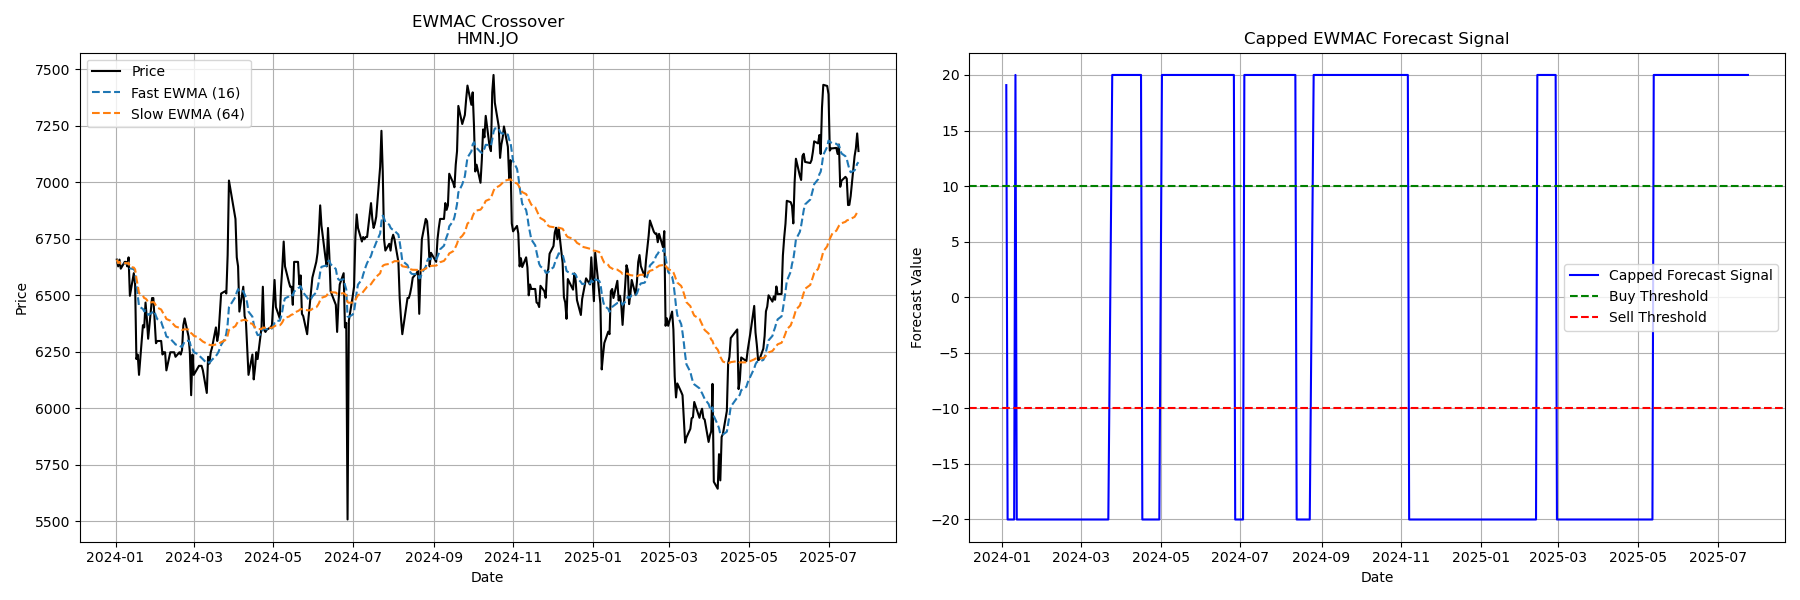 EWMAC Crossover
HMN.JO
Price
Fast EWMA (16)
Slow EWMA (64)
7500
7250
7000
6750
6500
6250
6000
5750
5500
Price
2024-01 2024-03 2024-05 2024-07 2024-09 2024-11 2025-01 2025-03 2025-05 2025-07
Date
Capped EWMAC Forecast Signal
20
15
10
5
0
−5
−10
−15
−20
Forecast Value
Capped Forecast Signal
Buy Threshold
Sell Threshold
2024-01 2024-03 2024-05 2024-07 2024-09 2024-11 2025-01 2025-03 2025-05 2025-07
Date